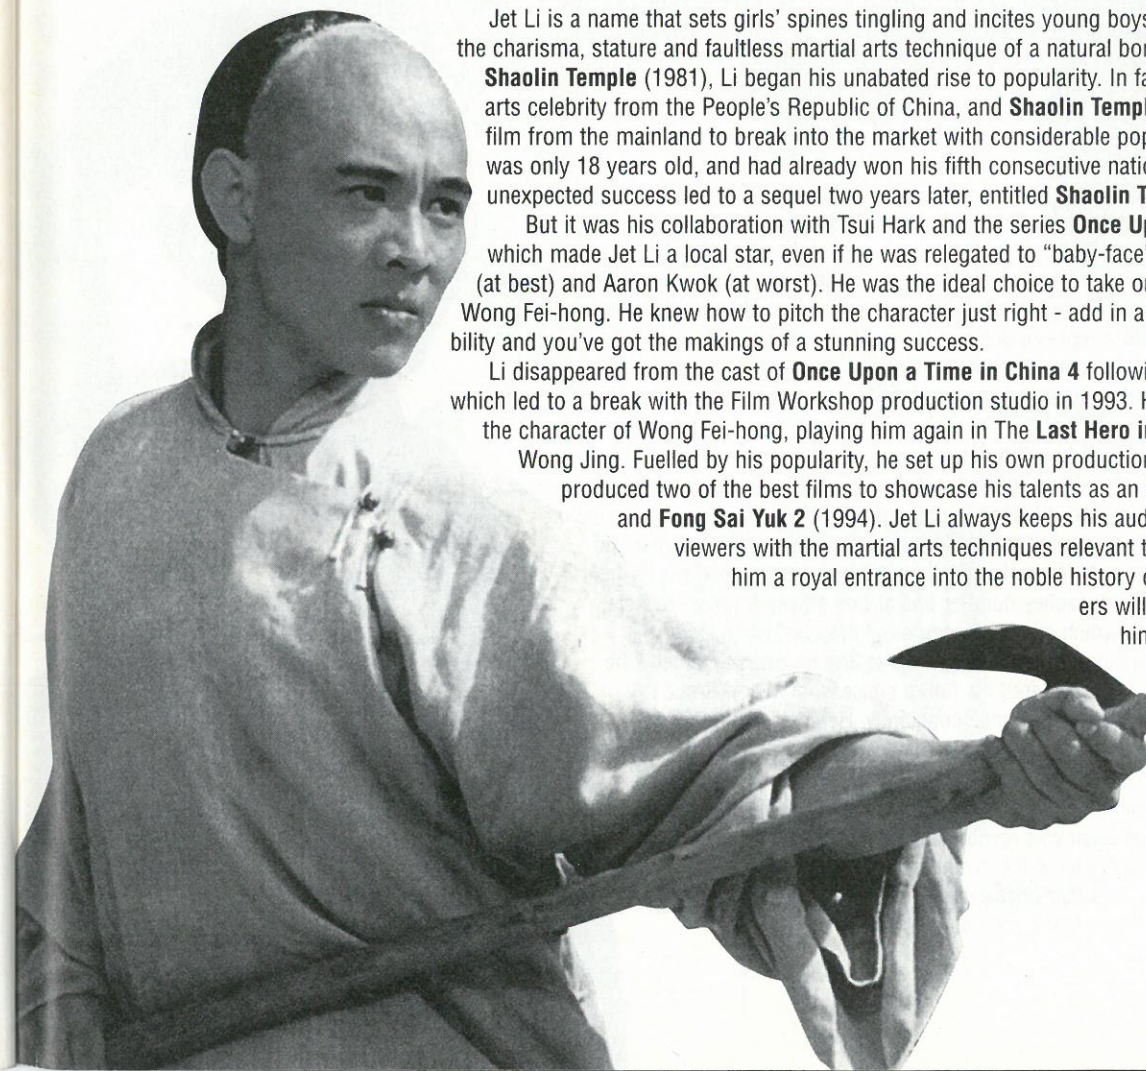 Jet Li is a name that sets girls' spines tingling and incites young boys
the charisma, stature and faultless martial arts technique of a natural bor
Shaolin Temple (1981), Li began his unabated rise to popularity. In fa
arts celebrity from the People's Republic of China, and Shaolin Templ
film from the mainland to break into the market with considerable pop
was only 18 years old, and had already won his fifth consecutive natio
unexpected success led to a sequel two years later, entitled Shaolin T
But it was his collaboration with Tsui Hark and the series Once Up
which made Jet Li a local star, even if he was relegated to "baby-face"
(at best) and Aaron Kwok (at worst). He was the ideal choice to take on
Wong Fei-hong. He knew how to pitch the character just right - add in a
bility and you've got the makings of a stunning success.
Li disappeared from the cast of Once Upon a Time in China 4 followi
which led to a break with the Film Workshop production studio in 1993. H
the character of Wong Fei-hong, playing him again in The Last Hero in
Wong Jing. Fuelled by his popularity, he set up his own production
produced two of the best films to showcase his talents as an
and Fong Sai Yuk 2 (1994). Jet Li always keeps his aud
viewers with the martial arts techniques relevant t
him a royal entrance into the noble history o
ers will
him